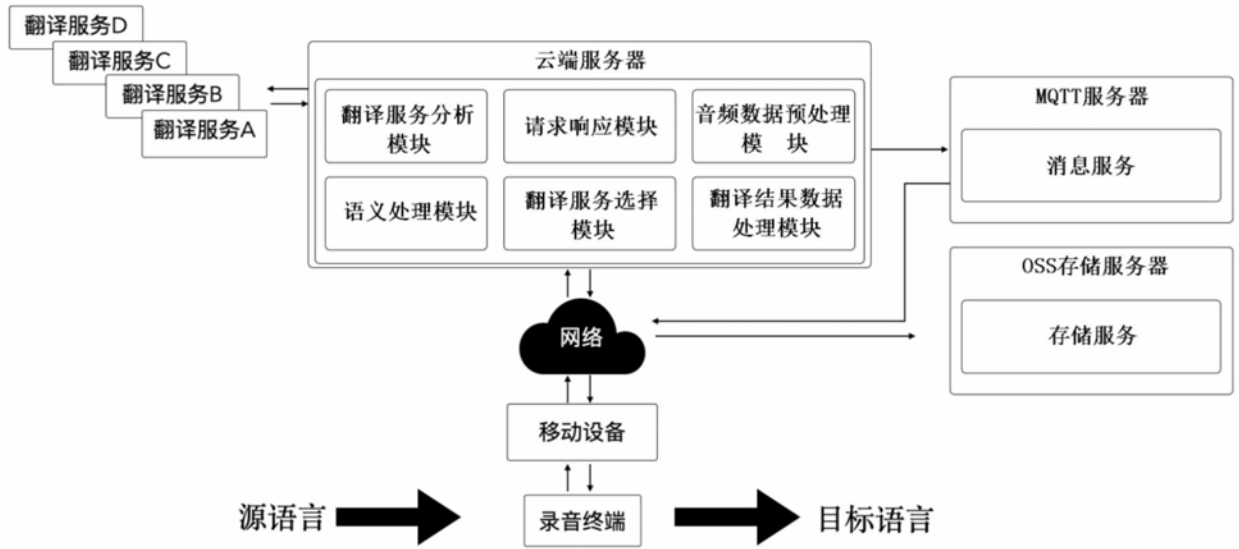 翻译服务D
翻译服务C
翻译服务B
翻译服务A
云端服务器
翻译服务分析
模块
请求响应模块
音频数据预处理
模 块
语义处理模块
翻译服务选择
模块
翻译结果数据
处理模块
MQTT服务器
消息服务
OSS存储服务器
存储服务
网络
移动设备
源语言
录音终端
目标语言